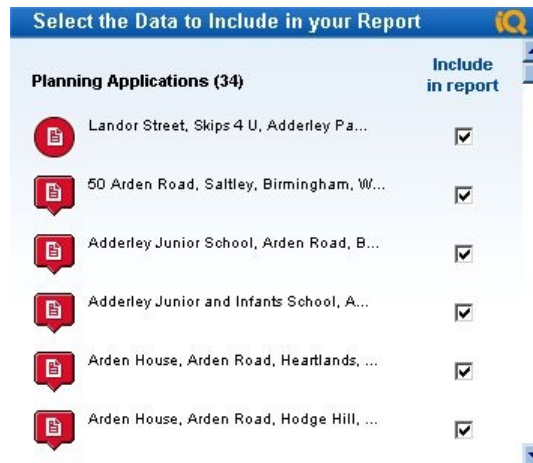 Select the Data to Include in your Report
iQ
Include
in report
Planning Applications (34)
Landor Street, Skips 4 U, Adderley Pa...
50 Arden Road, Saltley, Birmingham, W...
Adderley Junior School, Arden Road, B...
Adderley Junior and Infants School, A...
Arden House, Arden Road, Heartlands, ...
Arden House, Arden Road, Hodge Hill, ...